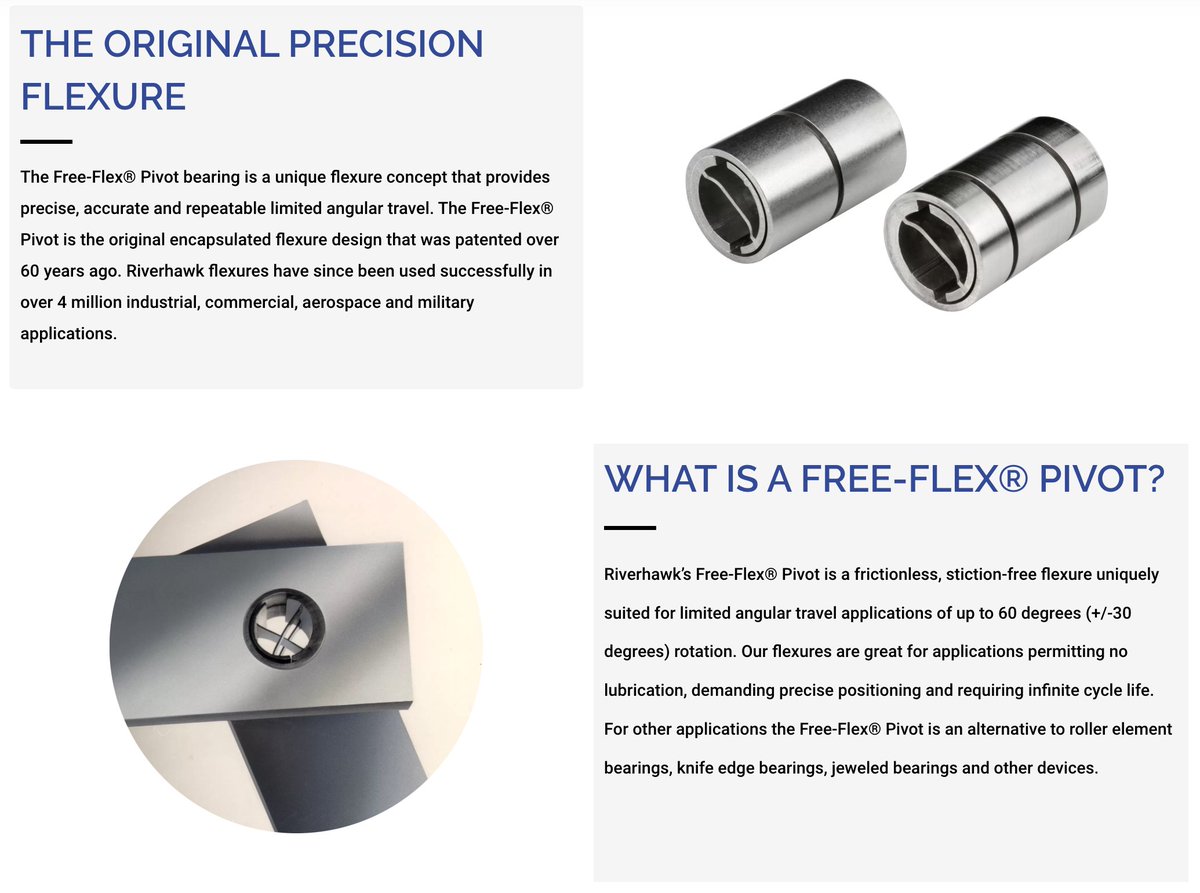 THE ORIGINAL PRECISION
FLEXURE
The Free-Flex® Pivot bearing is a unique flexure concept that provides
precise, accurate and repeatable limited angular travel. The Free-Flex®
Pivot is the original encapsulated flexure design that was patented over
60 years ago. Riverhawk flexures have since been used successfully in
over 4 million industrial, commercial, aerospace and military
applications.
WHAT IS A FREE-FLEX® PIVOT?
Riverhawk’s Free-Flex® Pivot is a frictionless, stiction-free flexure uniquely
suited for limited angular travel applications of up to 60 degrees (+/-30
degrees) rotation. Our flexures are great for applications permitting no
lubrication, demanding precise positioning and requiring infinite cycle life.
For other applications the Free-Flex® Pivot is an alternative to roller element
bearings, knife edge bearings, jeweled bearings and other devices.